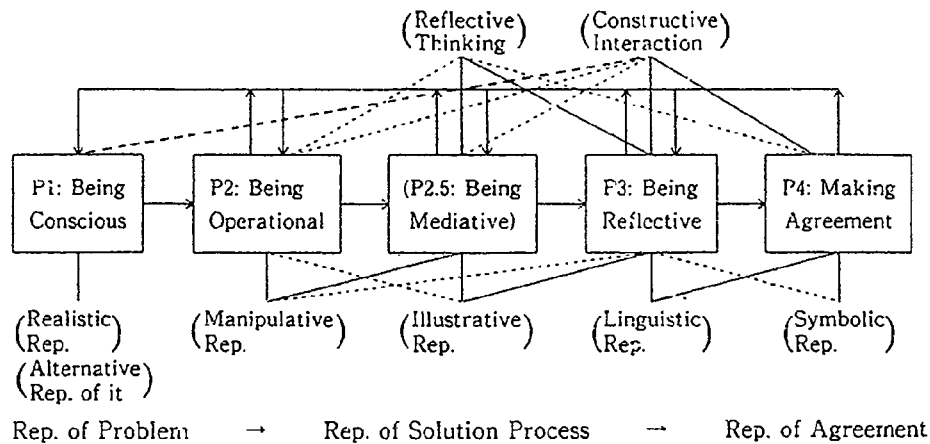 (Reflective Thinking) (Constructive Interaction)
P1: Being Conscious
P2: Being Operational
(P2.5: Being Mediative)
P3: Being Reflective
P4: Making Agreement
(Realistic Rep.)
(Alternative Rep. of it)
(Manipulative Rep.)
(Illustrative Rep.)
(Linguistic Rep.)
(Symbolic Rep.)
Rep. of Problem → Rep. of Solution Process → Rep. of Agreement